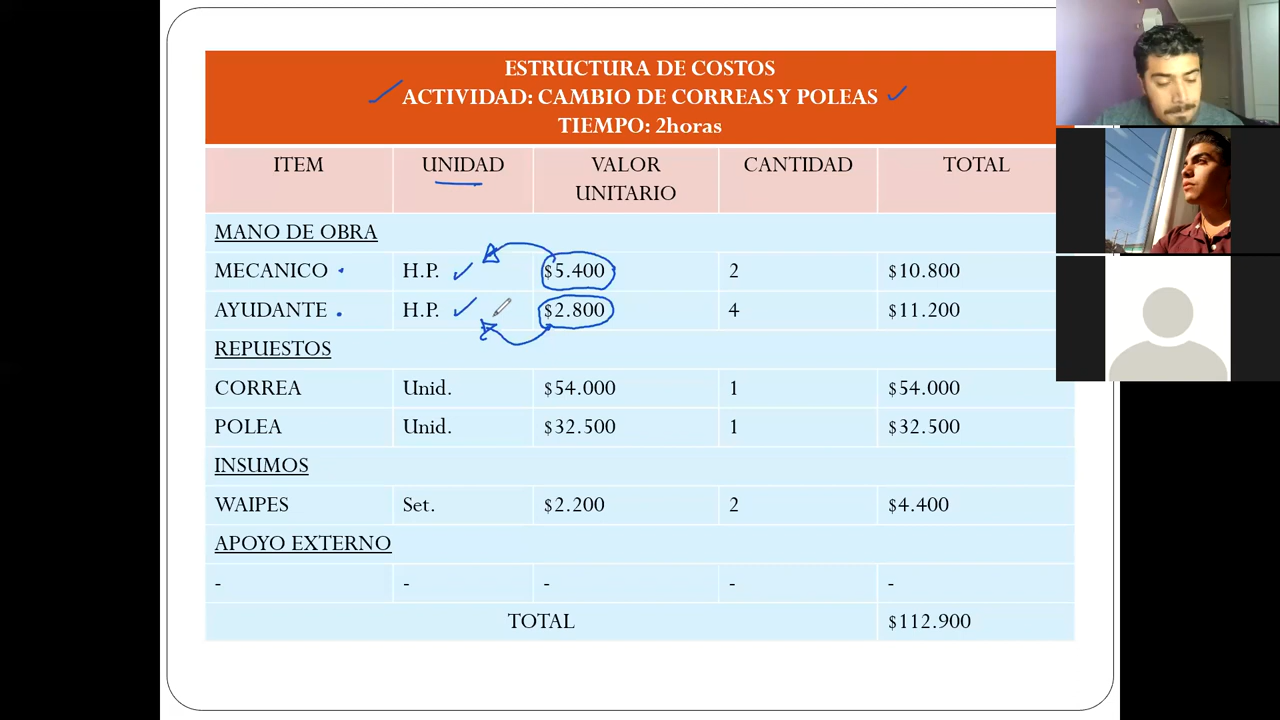 ESTRUCTURA DE COSTOS
ACTIVIDAD: CAMBIO DE CORREAS Y POLEAS
TIEMPO: 2horas
ITEM UNIDAD VALOR UNITARIO CANTIDAD TOTAL
MANO DE OBRA
MECANICO H.P. $5.400 2 $10.800
AYUDANTE H.P. $2.800 4 $11.200
REPUESTOS
CORREA Unid. $54.000 1 $54.000
POLEA Unid. $32.500 1 $32.500
INSUMOS
WAIPES Set. $2.200 2 $4.400
APOYO EXTERNO
- - - - -
TOTAL $112.900